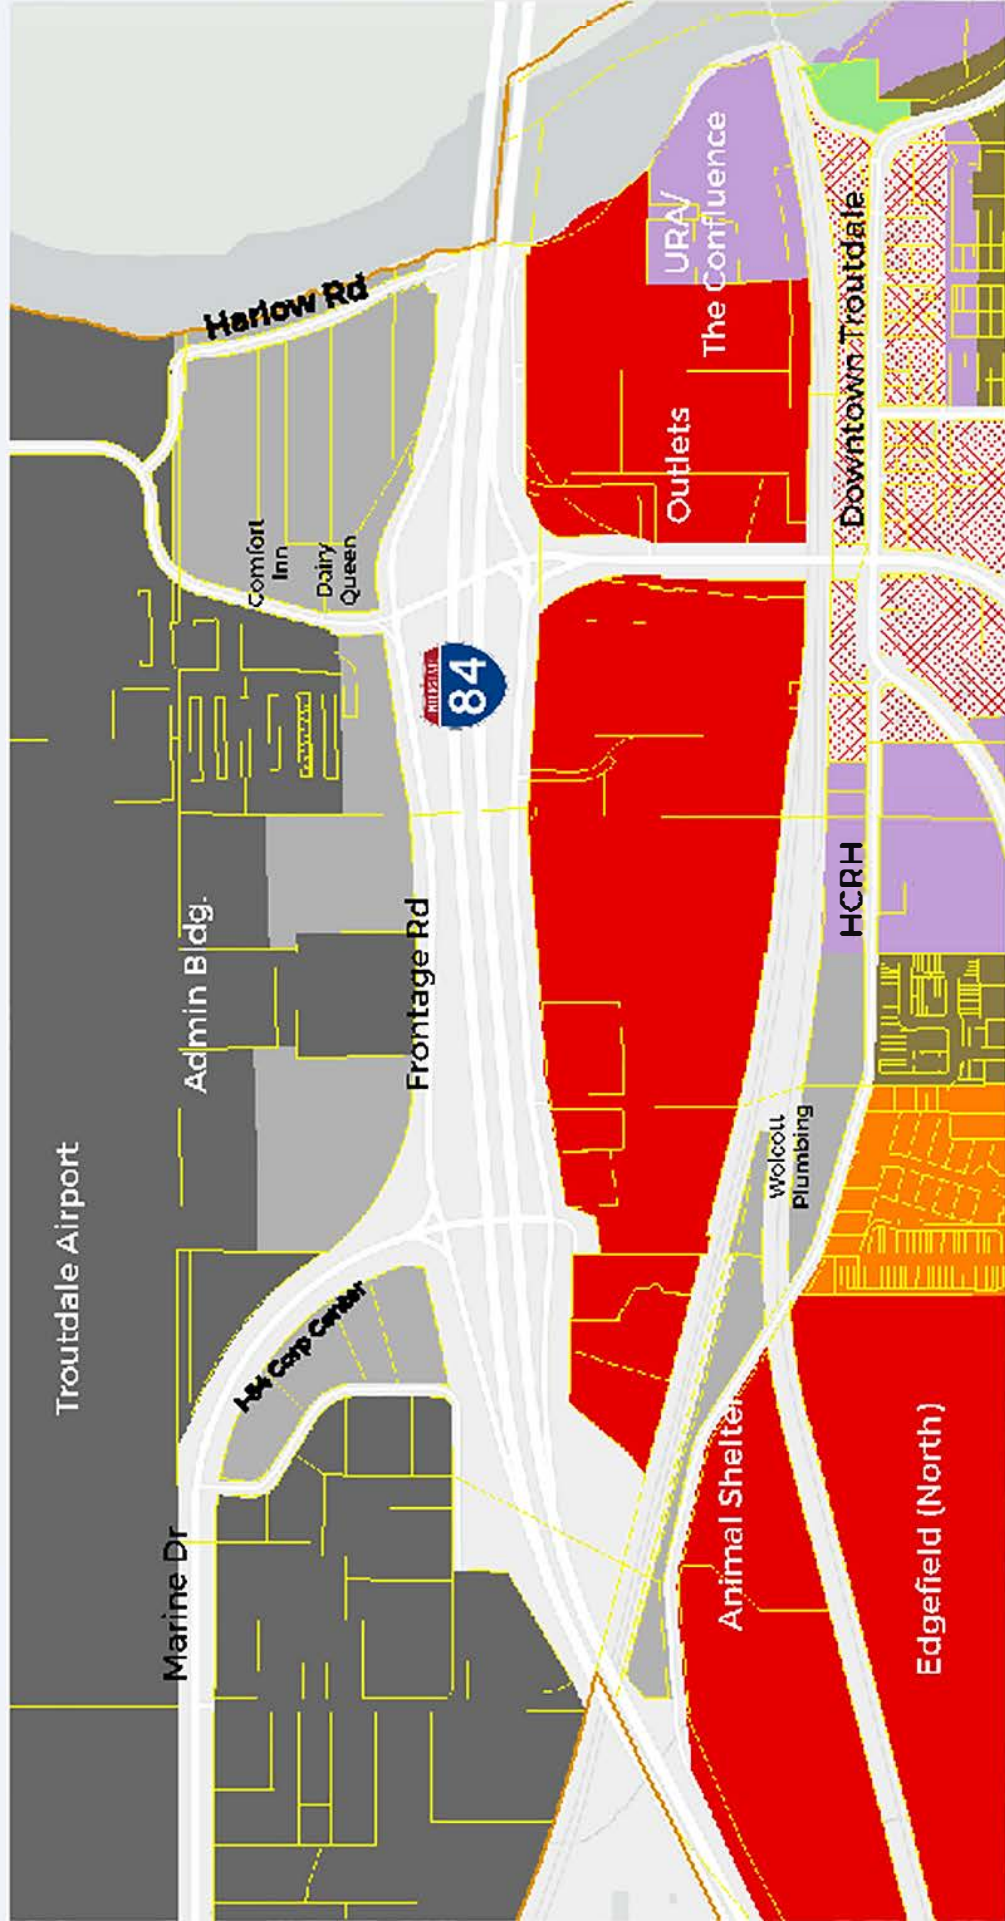 Troutdale Airport
Marine Dr
Admin Bldg.
Harlow Rd
Comfort
Inn
Dairy
Queen
I-84 Corp Center
Frontage Rd
INTERSTATE
84
URA/
The Confluence
Outlets
Animal Shelter
Wolcott
Plumbing
HCRH
Downtown Troutdale
Edgefield (North)